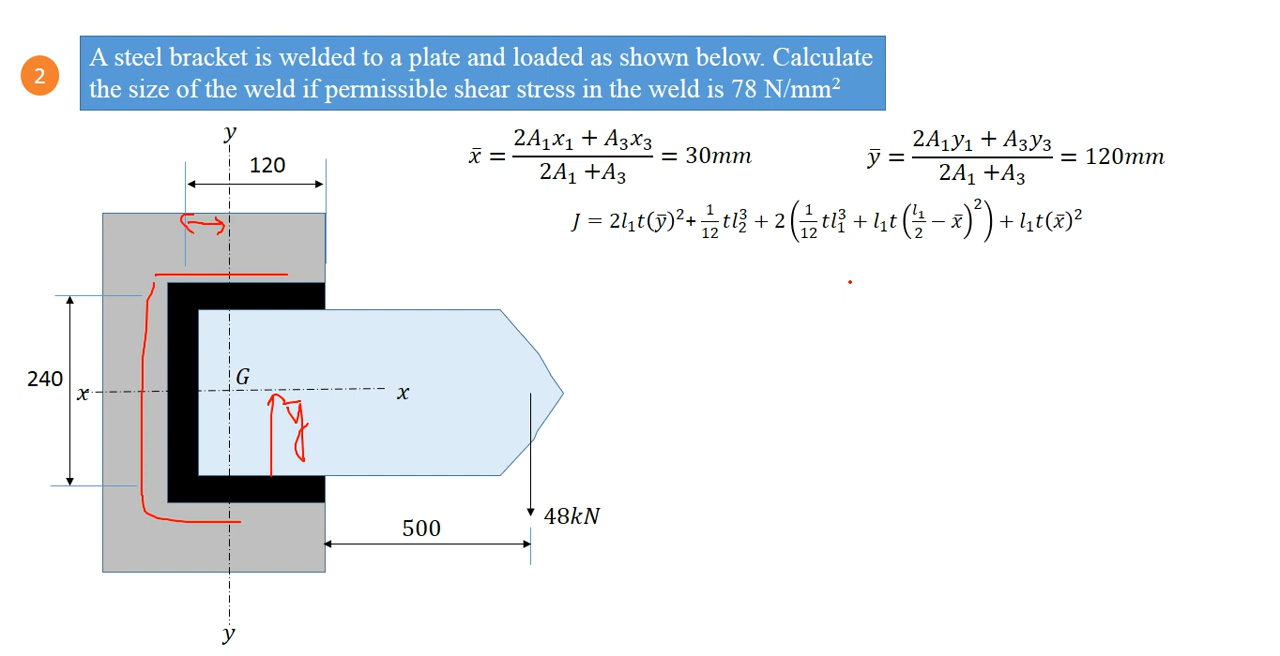 2
A steel bracket is welded to a plate and loaded as shown below. Calculate
the size of the weld if permissible shear stress in the weld is 78 N/mm²
x̄ = (2A₁x₁ + A₃x₃)/(2A₁ +A₃) = 30mm
ȳ = (2A₁y₁ + A₃y₃)/(2A₁ +A₃) = 120mm
J = 2l₁t(ȳ)²+ 1/12 tl₂³ + 2(1/12 tl₁³ + l₁t(l₁/2 − x̄)²) + l₁t(x̄)²
y
120
240
x
G
x
y
48kN
500
y